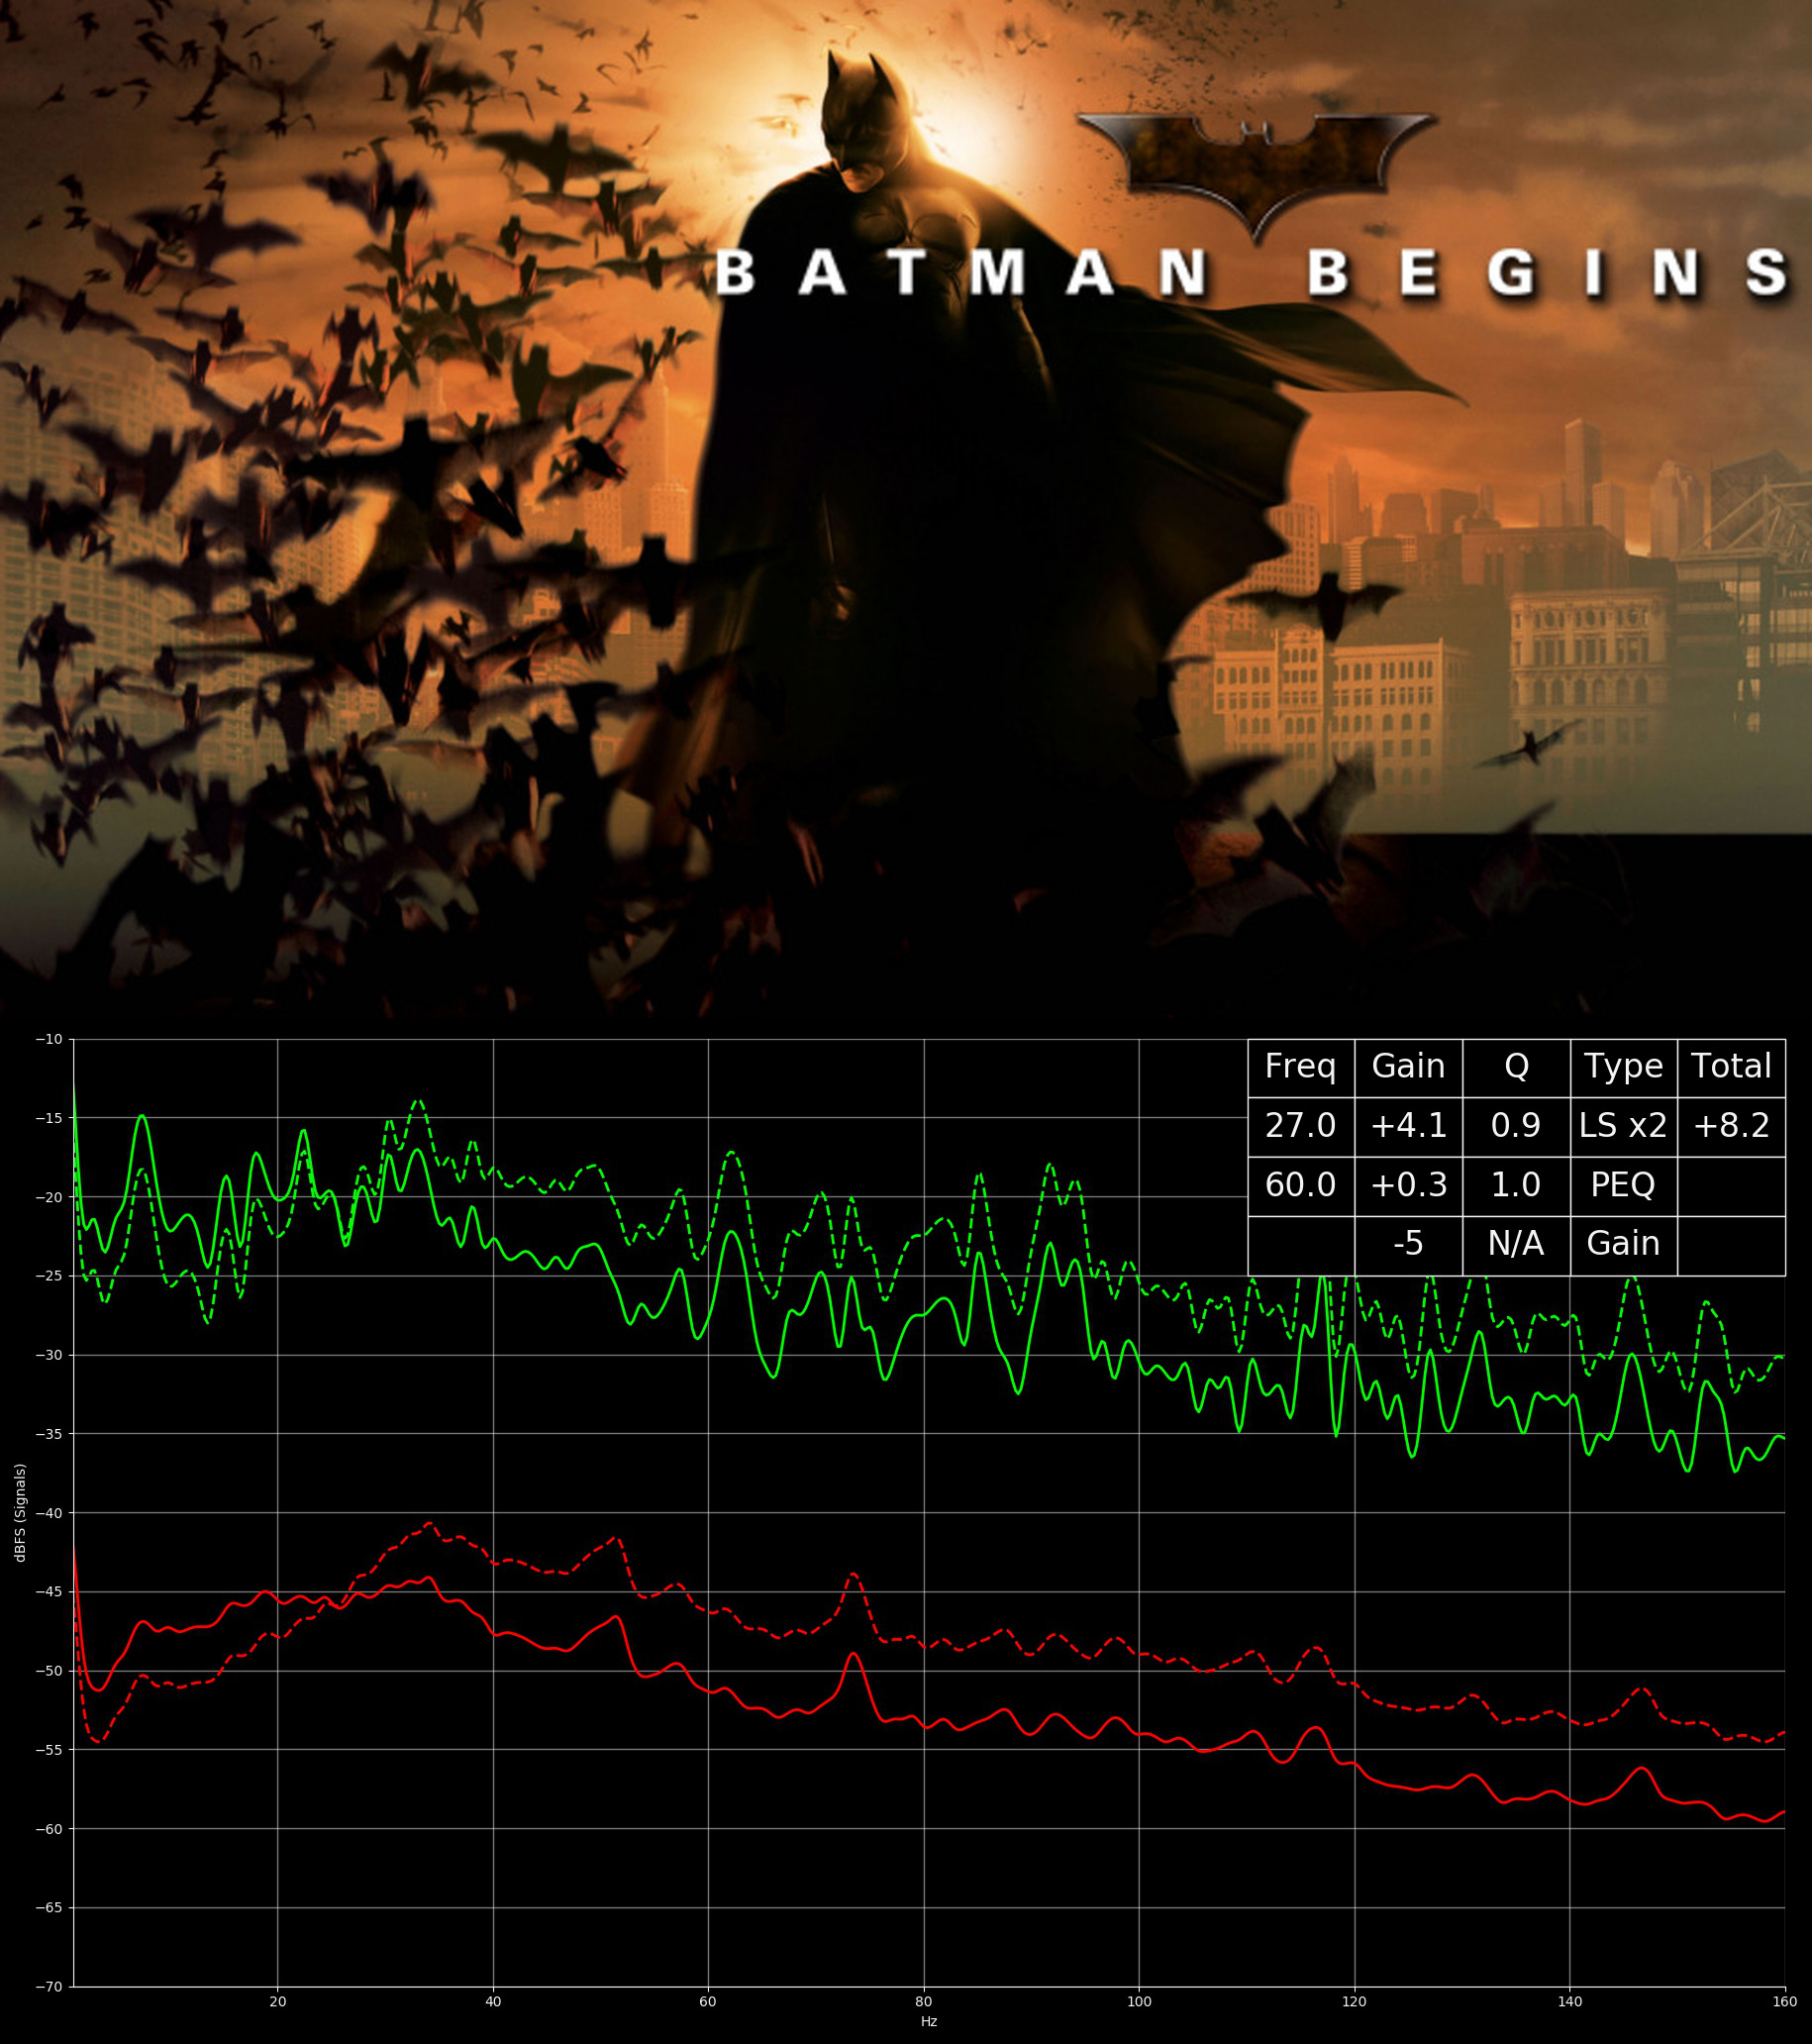 BATMAN BEGINS
Freq Gain Q Type Total
27.0 +4.1 0.9 LS x2 +8.2
60.0 +0.3 1.0 PEQ
-5 N/A Gain
−10
−15
−20
−25
−30
−35
−40
−45
−50
−55
−60
−65
−70
dBFS (Signals)
20 40 60 80 100 120 140 160
Hz